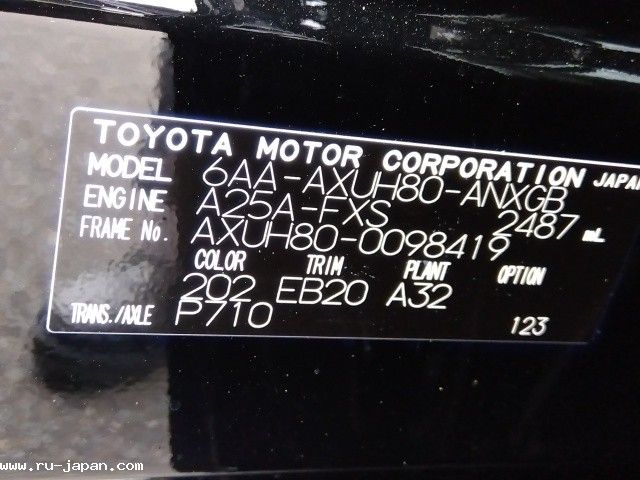 TOYOTA MOTOR CORPORATION JAPAN
MODEL 6AA-AXUH80-ANXGB
ENGINE A25A-FXS 2487 mL
FRAME No. AXUH80-0098419
COLOR TRIM PLANT OPTION
202 EB20 A32
TRANS./AXLE P710 123
www.ru-japan.com